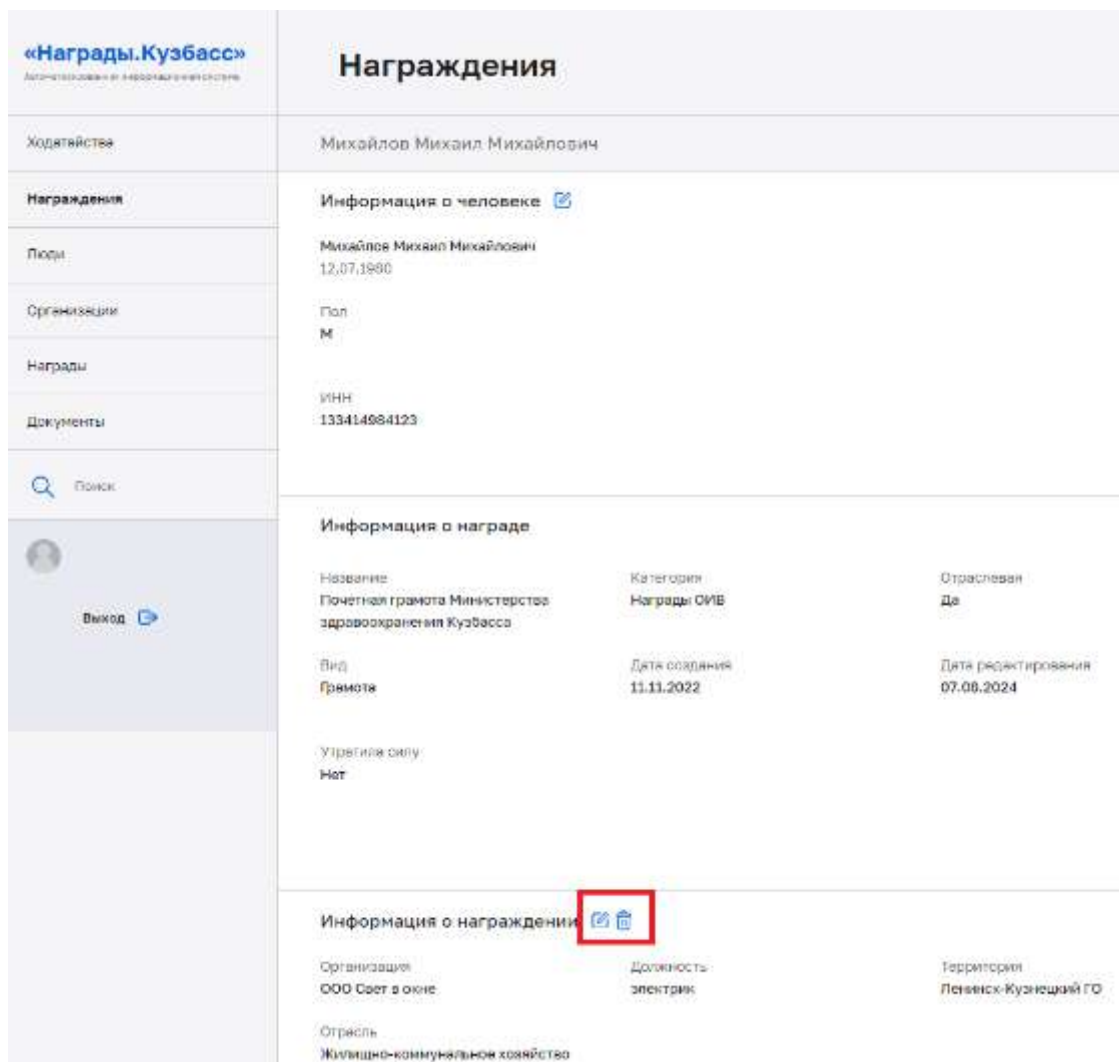 «Награды.Кузбасс»
Награждения
Ходатайства
Михайлов Михаил Михайлович
Награждения
Информация о человеке
Люди
Михайлов Михаил Михайлович
12.07.1980
Организации
Пол
М
Награды
ИНН
133414984123
Документы
Поиск
Информация о награде
Название Категория Отраслевая
Почетная грамота Министерства Награды ОИВ Да
здравоохранения Кузбасса
Выход
Вид Дата создания Дата редактирования
Грамота 11.11.2022 07.08.2024
Утратила силу
Нет
Информация о награждении
Организация Должность Территория
ООО Свет в окне электрик Ленинск-Кузнецкий ГО
Отрасль
Жилищно-коммунальное хозяйство